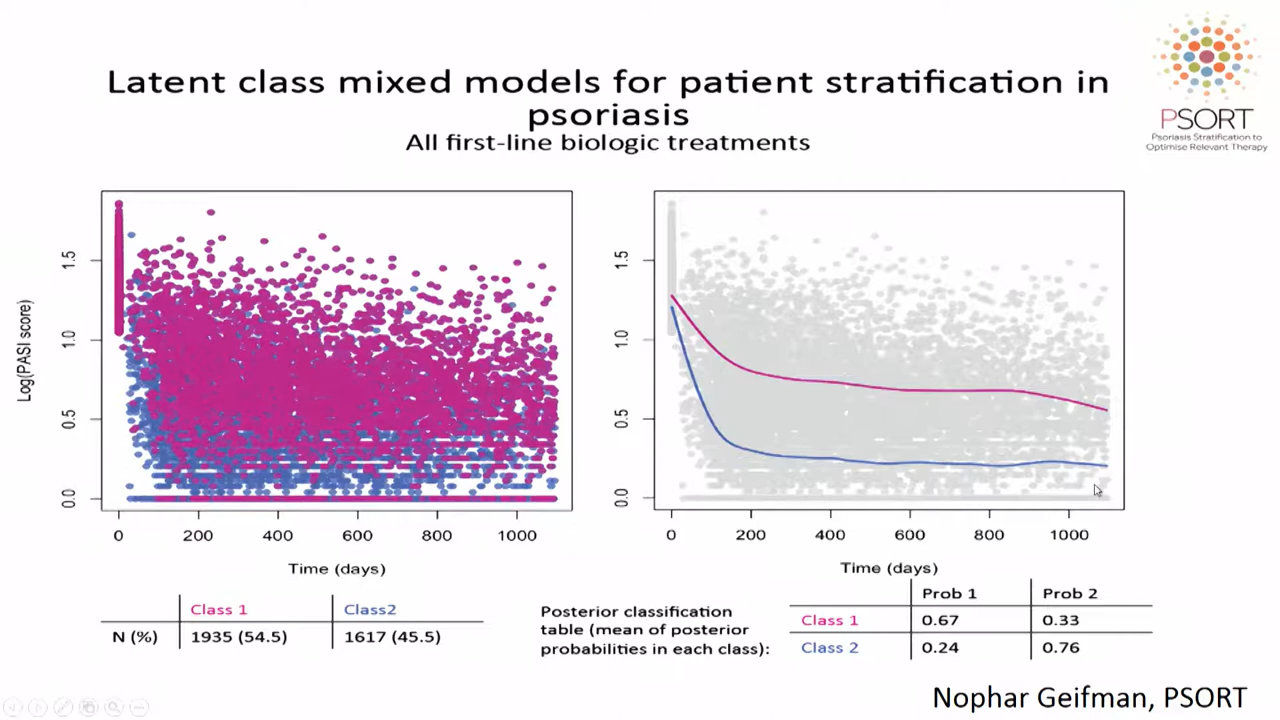 Latent class mixed models for patient stratification in
psoriasis
All first-line biologic treatments
PSORT
Psoriasis Stratification to
Optimise Relevant Therapy
Log(PASI score)
1.5
1.0
0.5
0.0
0 200 400 600 800 1000
Time (days)
1.5
1.0
0.5
0.0
0 200 400 600 800 1000
Time (days)
Class 1 Class2
N (%) 1935 (54.5) 1617 (45.5)
Posterior classification
table (mean of posterior
probabilities in each class):
Prob 1 Prob 2
Class 1 0.67 0.33
Class 2 0.24 0.76
Nophar Geifman, PSORT